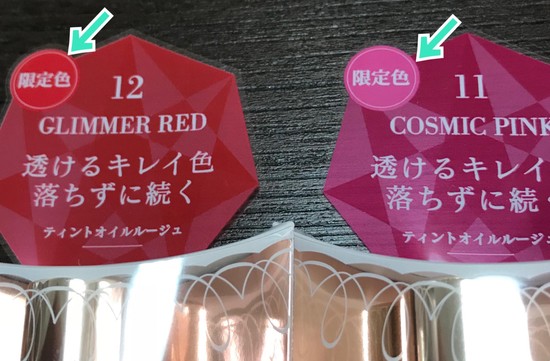 限定色
12
GLIMMER RED
透けるキレイ色
落ちずに続く
ティントオイルルージュ
限定色
11
COSMIC PINK
透けるキレイ
落ちずに続く
ティントオイルルージュ